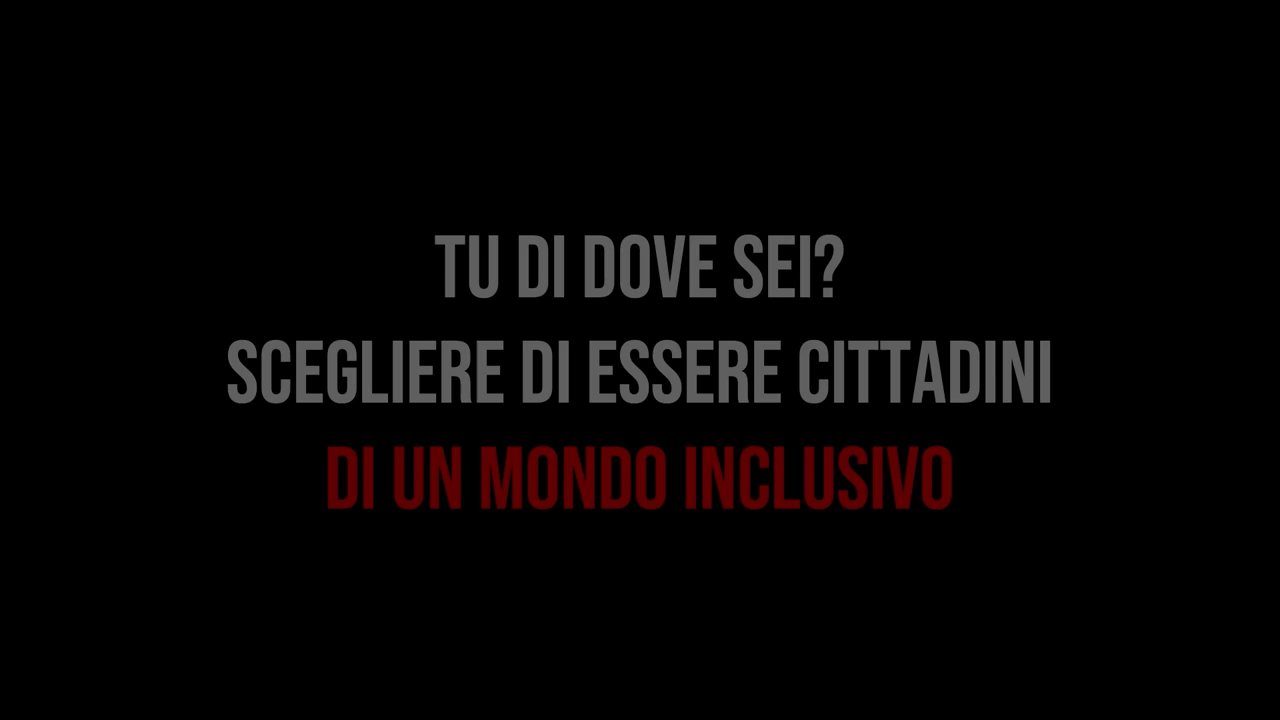 TU DI DOVE SEI?
SCEGLIERE DI ESSERE CITTADINI
DI UN MONDO INCLUSIVO